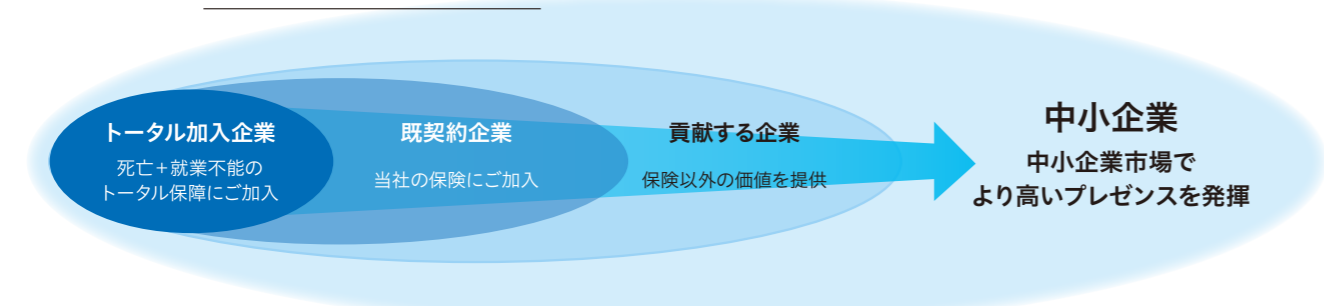 トータル加入企業
死亡+就業不能の
トータル保障にご加入
既契約企業
当社の保険にご加入
貢献する企業
保険以外の価値を提供
中小企業
中小企業市場で
より高いプレゼンスを発揮